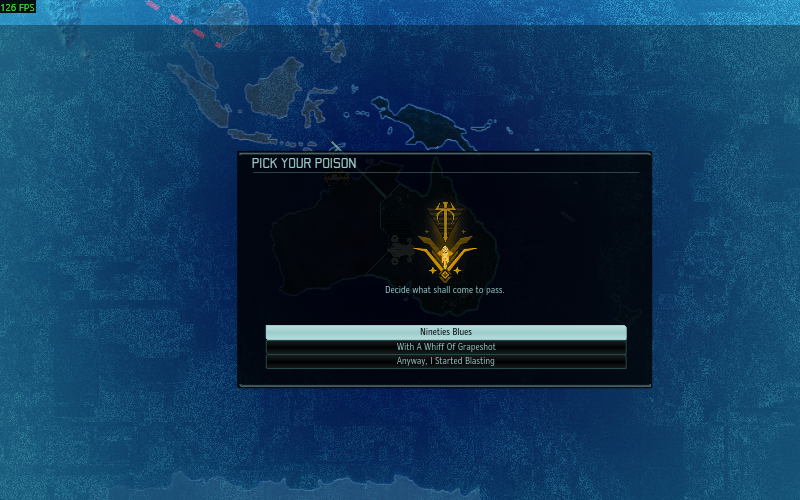 126 FPS
PICK YOUR POISON
Decide what shall come to pass.
Nineties Blues
With A Whiff Of Grapeshot
Anyway, I Started Blasting